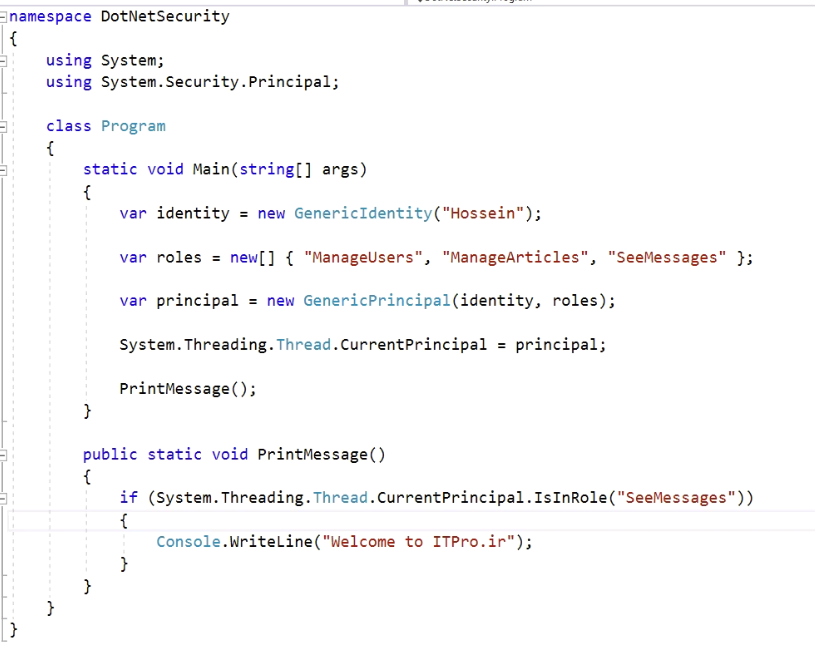 namespace DotNetSecurity
{
    using System;
    using System.Security.Principal;

    class Program
    {
        static void Main(string[] args)
        {
            var identity = new GenericIdentity("Hossein");

            var roles = new[] { "ManageUsers", "ManageArticles", "SeeMessages" };

            var principal = new GenericPrincipal(identity, roles);

            System.Threading.Thread.CurrentPrincipal = principal;

            PrintMessage();
        }

        public static void PrintMessage()
        {
            if (System.Threading.Thread.CurrentPrincipal.IsInRole("SeeMessages"))
            {
                Console.WriteLine("Welcome to ITPro.ir");
            }
        }
    }
}